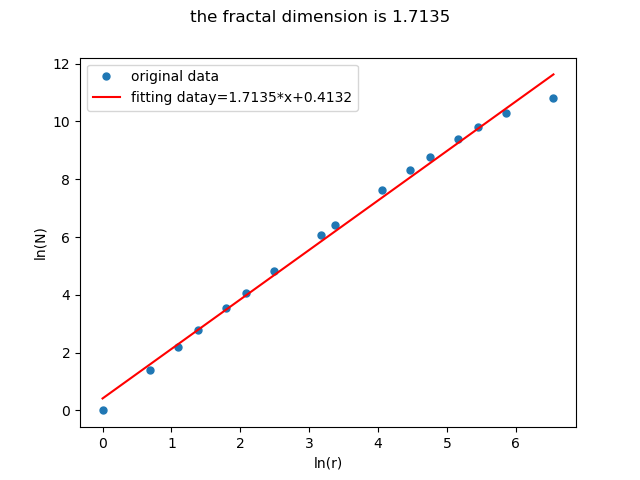 the fractal dimension is 1.7135
12
10
8
6
4
2
0
ln(N)
original data
fitting datay=1.7135*x+0.4132
0 1 2 3 4 5 6
ln(r)